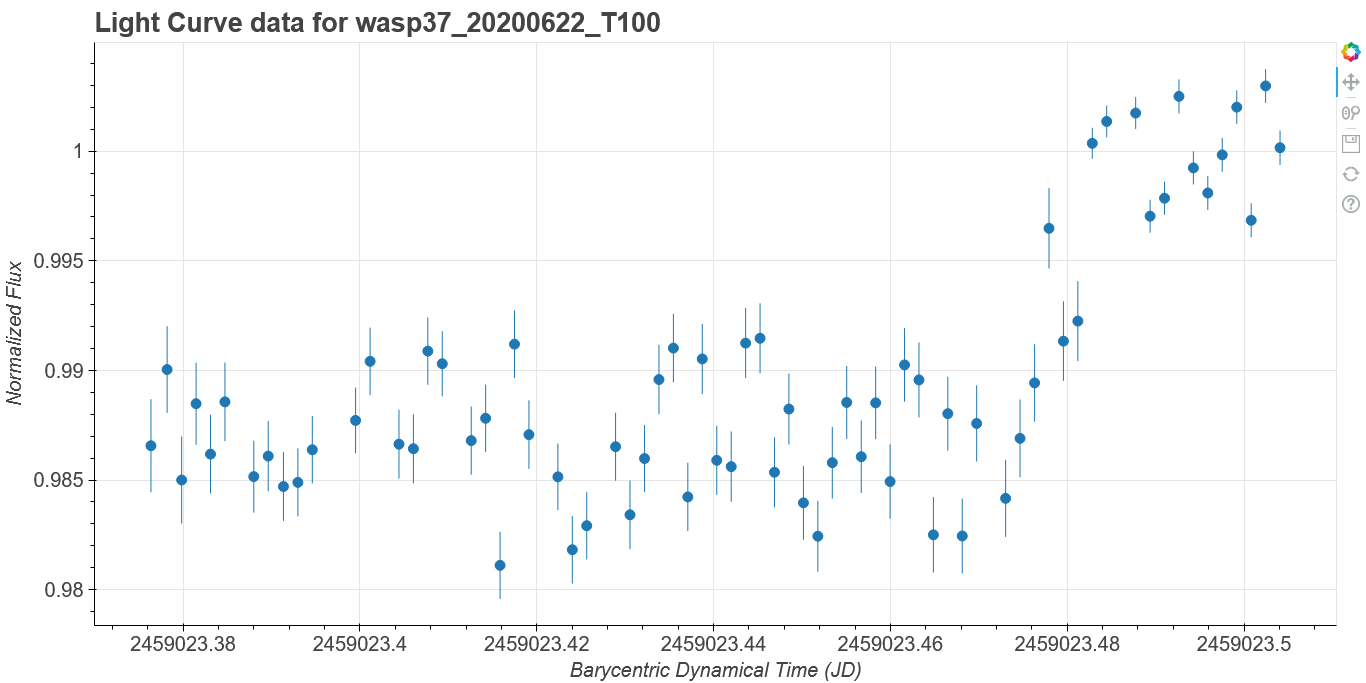 Light Curve data for wasp37_20200622_T100
Normalized Flux
1
0.995
0.99
0.985
0.98
2459023.38 2459023.4 2459023.42 2459023.44 2459023.46 2459023.48 2459023.5
Barycentric Dynamical Time (JD)